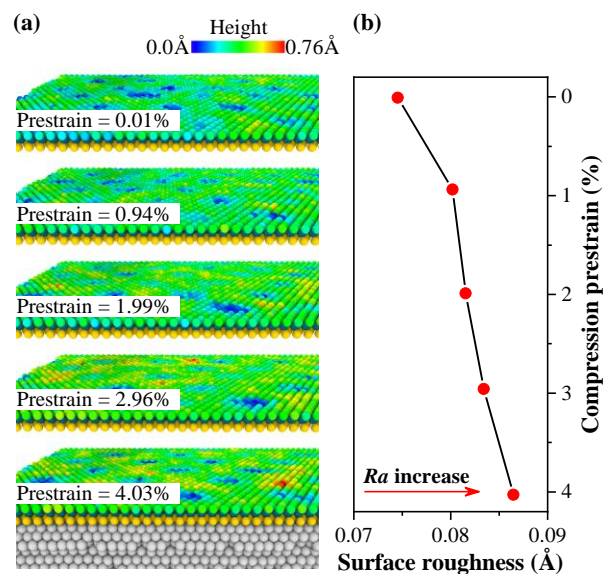 (a)
Height
0.0Å
0.76Å
Prestrain = 0.01%
Prestrain = 0.94%
Prestrain = 1.99%
Prestrain = 2.96%
Prestrain = 4.03%
(b)
0
1
2
3
4
Compression prestrain (%)
Ra increase
0.07
0.08
0.09
Surface roughness (Å)